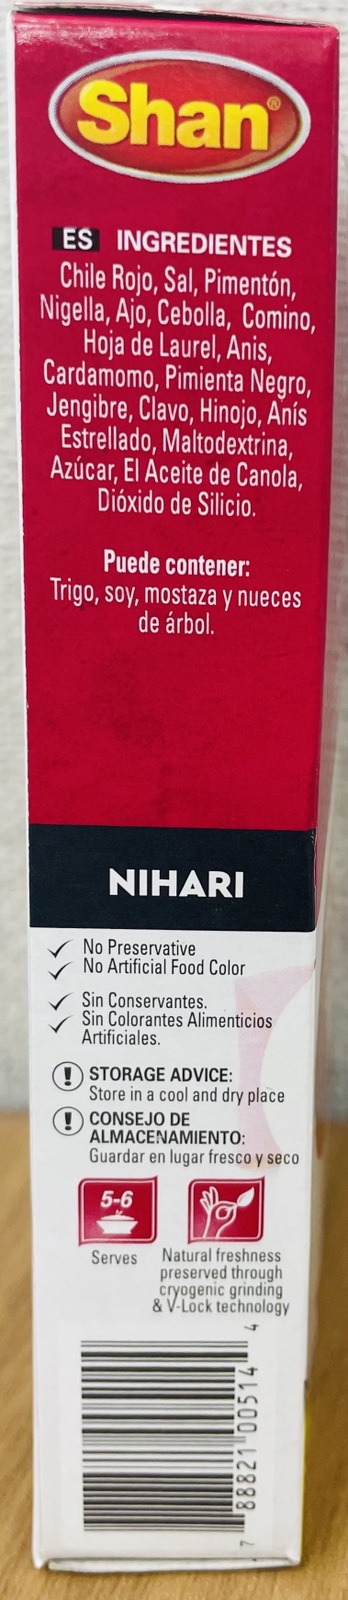 Shan®
ES INGREDIENTES
Chile Rojo, Sal, Pimentón,
Nigella, Ajo, Cebolla, Comino,
Hoja de Laurel, Anis,
Cardamomo, Pimienta Negro,
Jengibre, Clavo, Hinojo, Anís
Estrellado, Maltodextrina,
Azúcar, El Aceite de Canola,
Dióxido de Silicio.
Puede contener:
Trigo, soy, mostaza y nueces
de árbol.
NIHARI
No Preservative
No Artificial Food Color
Sin Conservantes.
Sin Colorantes Alimenticios
Artificiales.
STORAGE ADVICE:
Store in a cool and dry place
CONSEJO DE
ALMACENAMIENTO:
Guardar en lugar fresco y seco
5-6
Serves
Natural freshness
preserved through
cryogenic grinding
& V-Lock technology
7 88821 00514 4